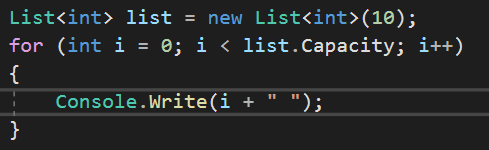 List<int> list = new List<int>(10);
for (int i = 0; i < list.Capacity; i++)
{
    Console.Write(i + " ");
}